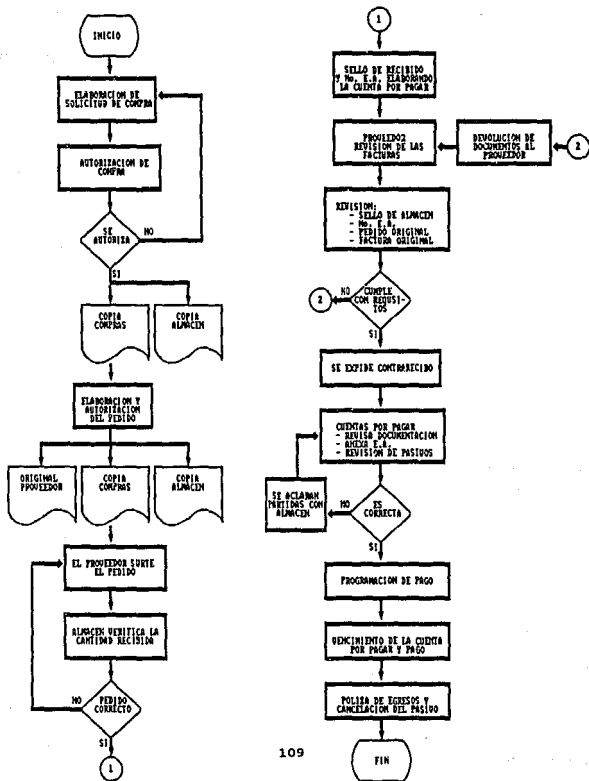 INICIO
ELABORACION DE
SOLICITUD DE COMPRA
AUTORIZACION DE
COMPRA
SE
AUTORIZA
NO
SI
COPIA
COMPRAS
COPIA
ALMACEN
ELABORACION Y
AUTORIZACION
DEL PEDIDO
ORIGINAL
PROVEEDOR
COPIA
COMPRAS
COPIA
ALMACEN
EL PROVEEDOR SURTE
EL PEDIDO
ALMACEN VERIFICA LA
CANTIDAD RECIBIDA
NO
PEDIDO
CORRECTO
SI
1
1
SELLO DE RECIBIDO
Y No. E.A. ELABORANDO
LA CUENTA POR PAGAR
PROVEEDOZ
REVISION DE LAS
FACTURAS
DEVOLUCION DE
DOCUMENTOS AL
PROVEEDOR
2
REVISION:
- SELLO DE ALMACEN
- No. E.A.
- PEDIDO ORIGINAL
- FACTURA ORIGINAL
2
NO
CUMPLE
COM REQUSI-
TOS
SI
SE EXPIDE CONTRARECIBO
CUENTAS POR PAGAR
- REVISA DOCUMENTACION
- ANEXA E.A.
- REVISION DE PASIVOS
SE ACLARAN
PARTIDAS CON
ALMACEN
NO
ES
CORRECTA
SI
PROGRAMACION DE PAGO
VENCIMIENTO DE LA CUENTA
POR PAGAR Y PAGO
POLIZA DE EGRESOS Y
CANCELACION DEL PASIVO
FIN
109